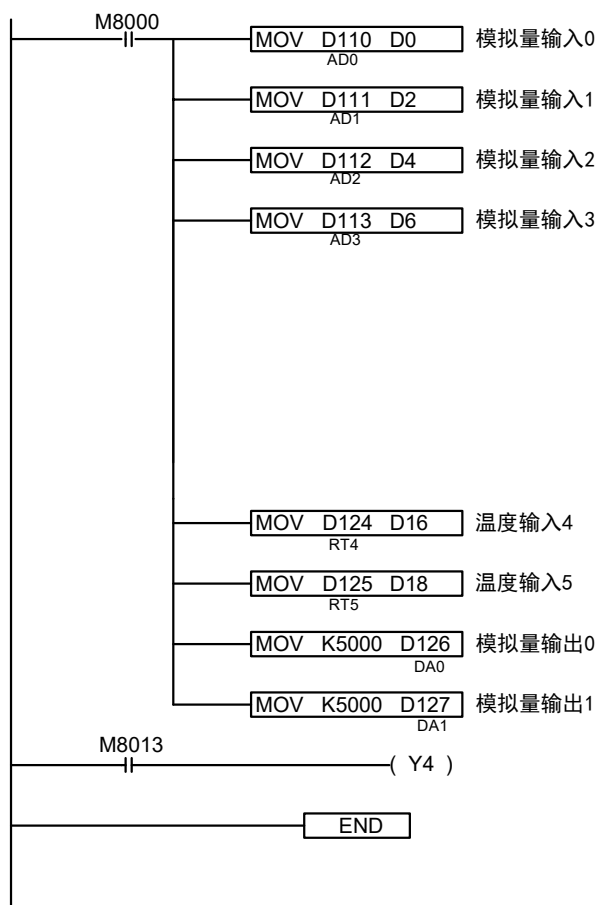 M8000
MOV D110 D0 模拟量输入0
AD0
MOV D111 D2 模拟量输入1
AD1
MOV D112 D4 模拟量输入2
AD2
MOV D113 D6 模拟量输入3
AD3
MOV D124 D16 温度输入4
RT4
MOV D125 D18 温度输入5
RT5
MOV K5000 D126 模拟量输出0
DA0
MOV K5000 D127 模拟量输出1
DA1
M8013
( Y4 )
END